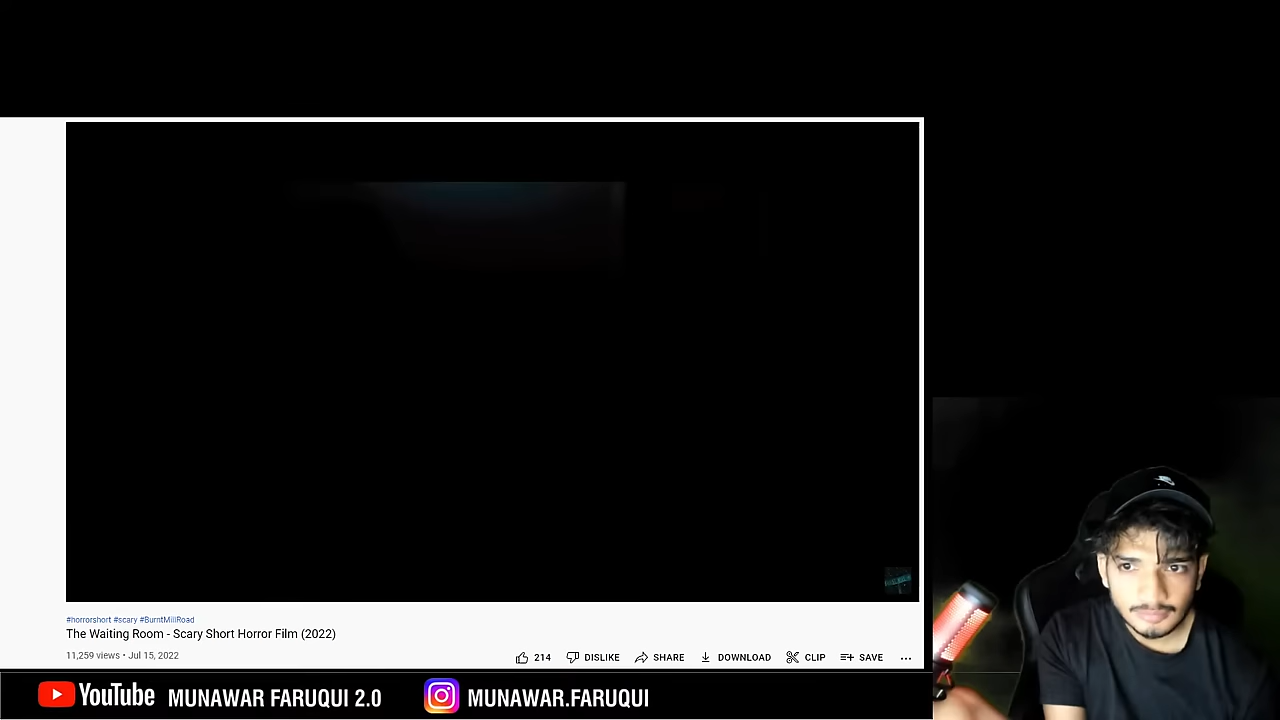 #horrorshort #scary #BurntMillRoad
The Waiting Room - Scary Short Horror Film (2022)
11,259 views • Jul 15, 2022
214 DISLIKE SHARE DOWNLOAD CLIP SAVE ...
YouTube MUNAWAR FARUQUI 2.0 MUNAWAR.FARUQUI